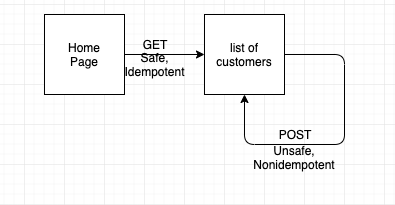 Home
Page
GET
Safe,
Idempotent
list of
customers
POST
Unsafe,
Nonidempotent